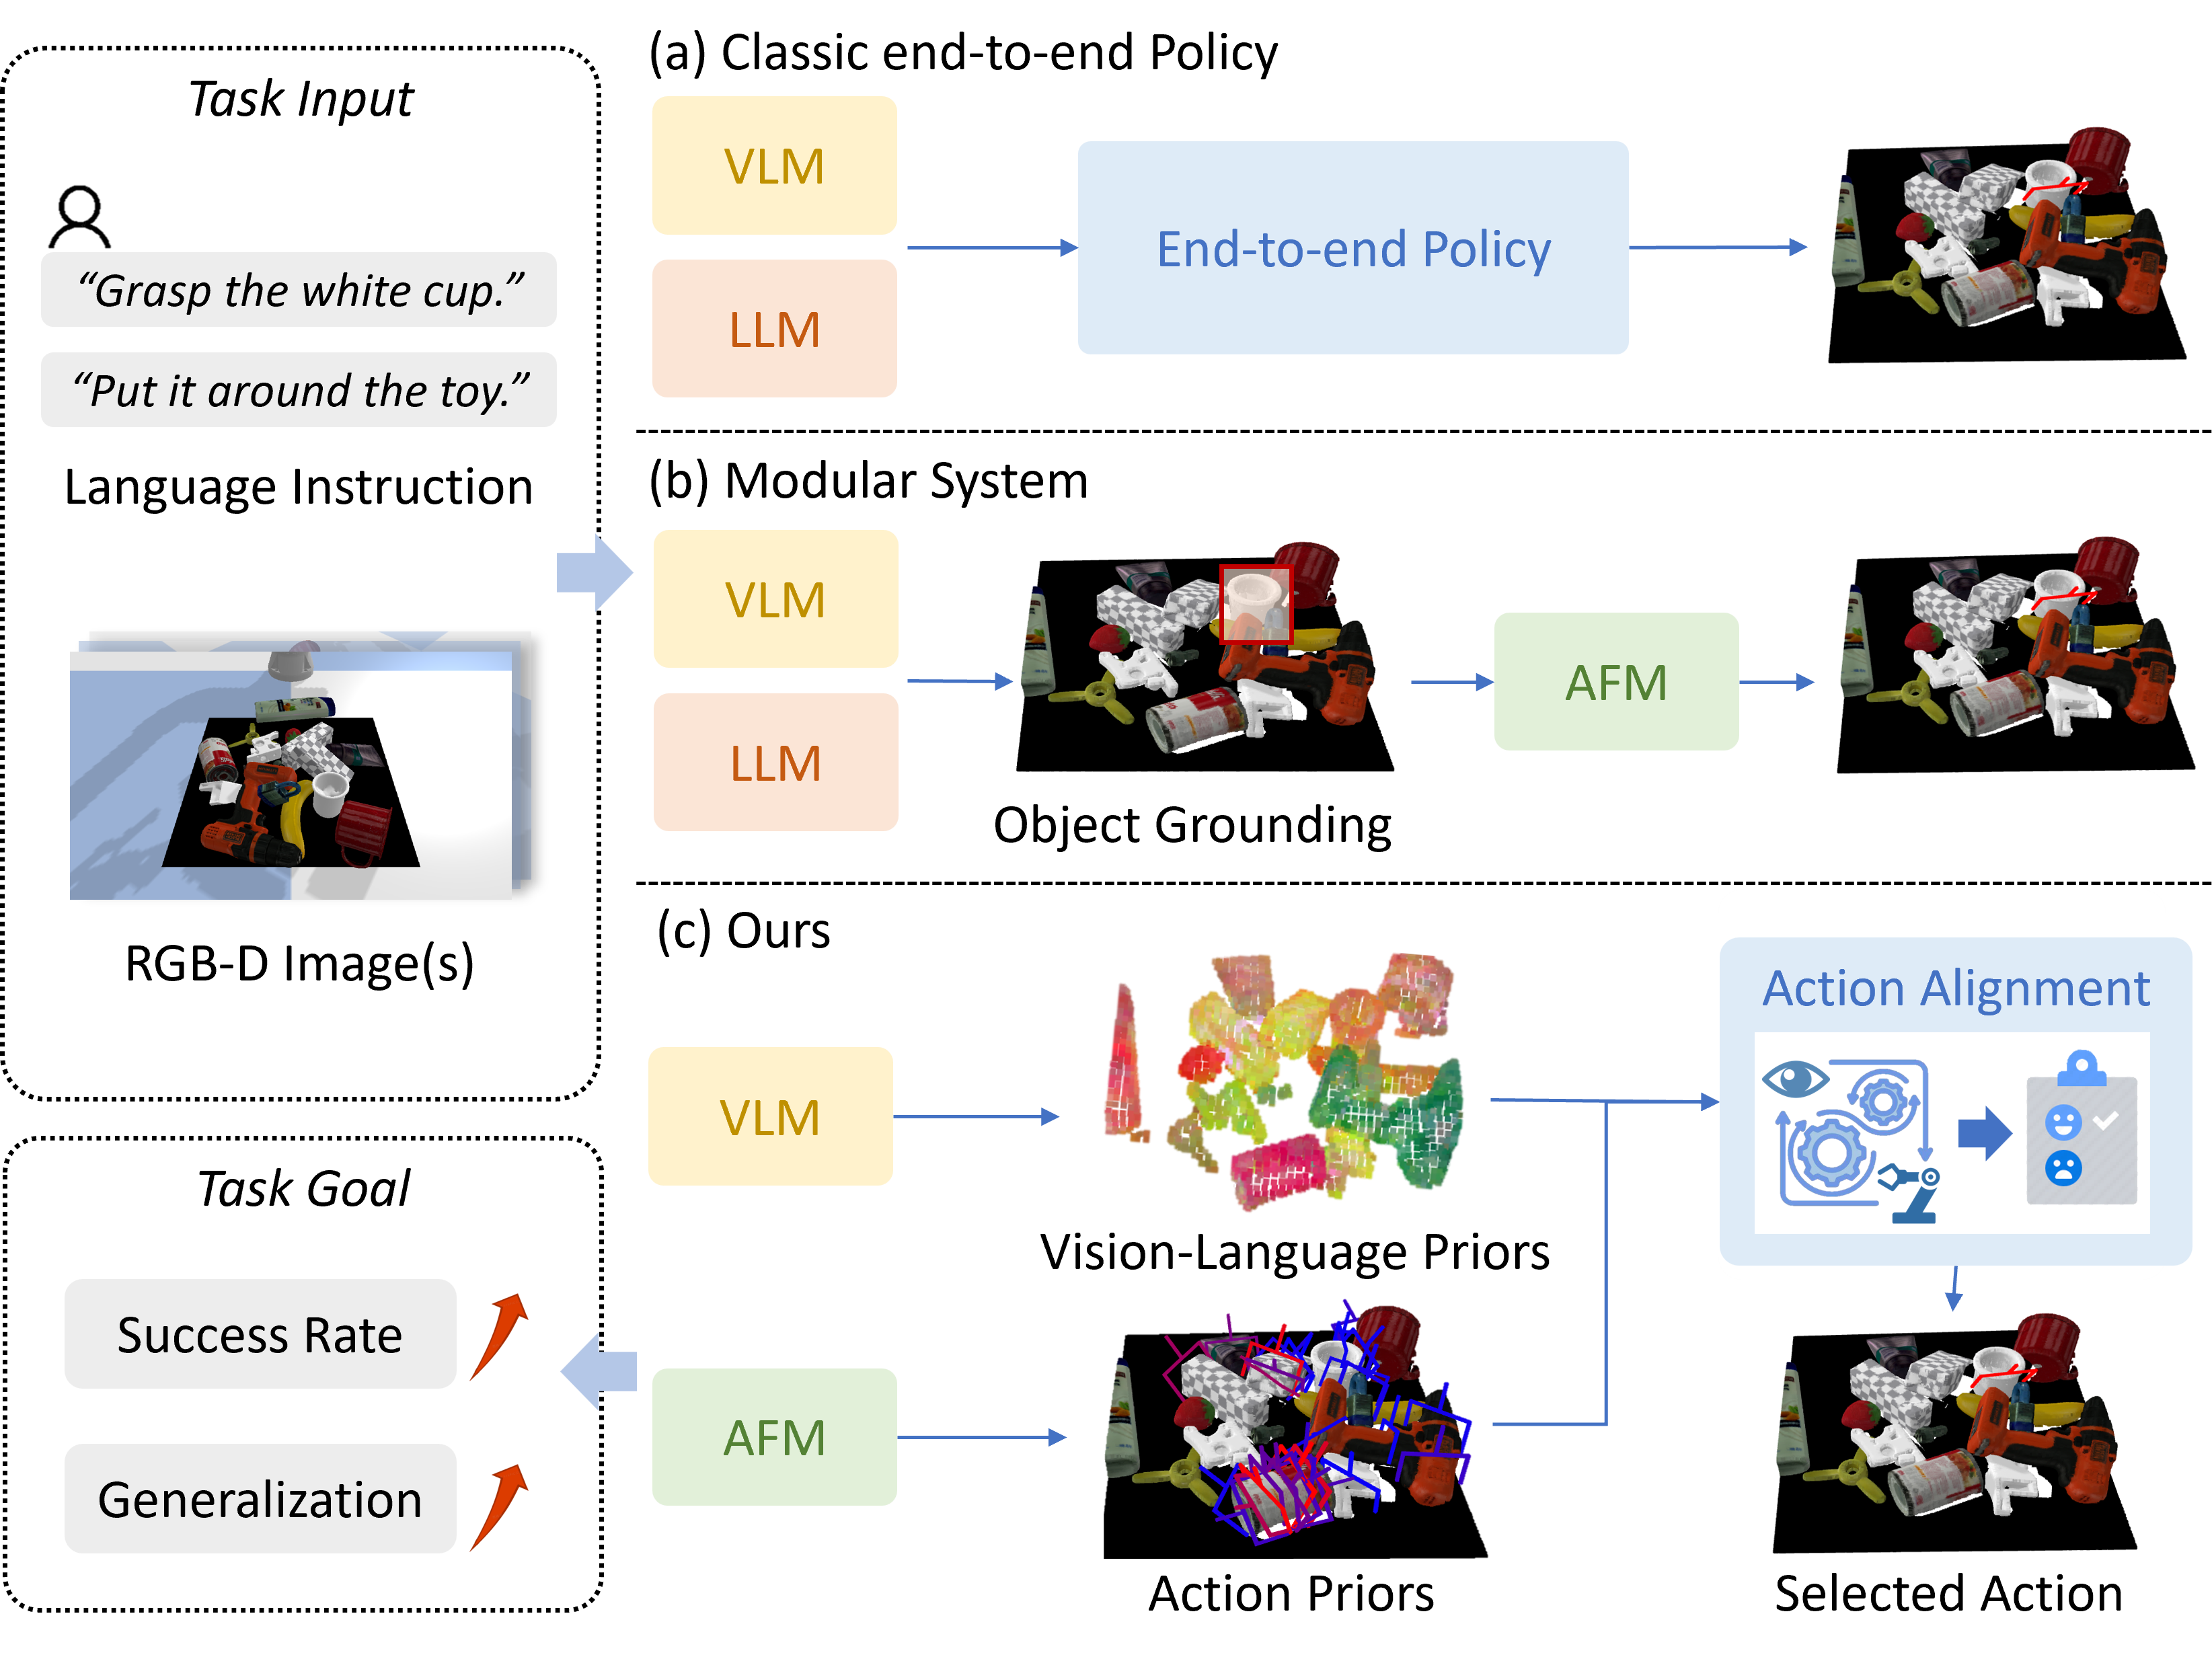 Task Input
“Grasp the white cup.”
“Put it around the toy.”
Language Instruction
RGB-D Image(s)
Task Goal
Success Rate
Generalization
(a) Classic end-to-end Policy
VLM
LLM
End-to-end Policy
(b) Modular System
VLM
LLM
Object Grounding
AFM
(c) Ours
VLM
Vision-Language Priors
AFM
Action Priors
Action Alignment
Selected Action